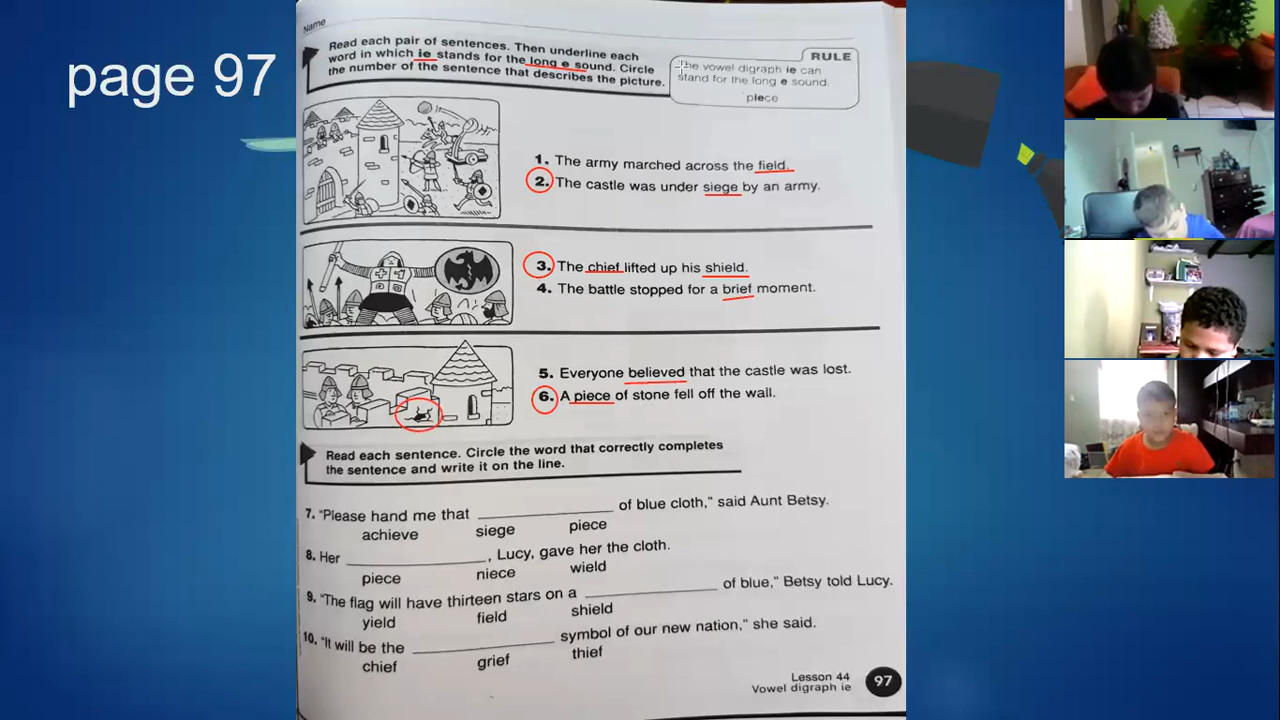 page 97
Name
Read each pair of sentences. Then underline each
word in which ie stands for the long e sound. Circle
the number of the sentence that describes the picture.
RULE
The vowel digraph ie can
stand for the long e sound.
piece
1. The army marched across the field.
2. The castle was under siege by an army.
3. The chief lifted up his shield.
4. The battle stopped for a brief moment.
5. Everyone believed that the castle was lost.
6. A piece of stone fell off the wall.
Read each sentence. Circle the word that correctly completes
the sentence and write it on the line.
7. "Please hand me that ____________ of blue cloth," said Aunt Betsy.
achieve siege piece
8. Her ____________, Lucy, gave her the cloth.
piece niece wield
9. "The flag will have thirteen stars on a ____________ of blue," Betsy told Lucy.
yield field shield
10. "It will be the ____________ symbol of our new nation," she said.
chief grief thief
Lesson 44
Vowel digraph ie
97